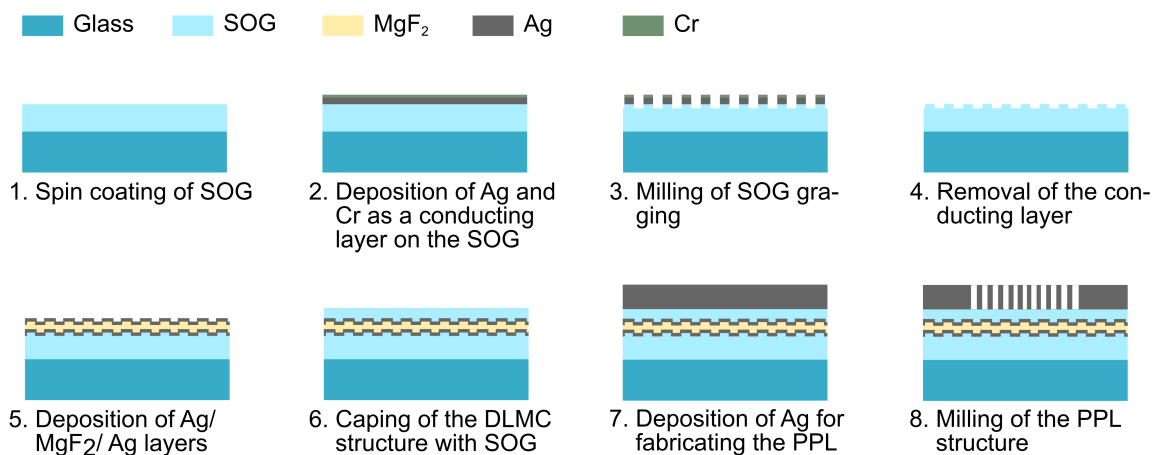 Glass SOG MgF₂ Ag Cr
1. Spin coating of SOG
2. Deposition of Ag and
Cr as a conducting
layer on the SOG
3. Milling of SOG gra-
ging
4. Removal of the con-
ducting layer
5. Deposition of Ag/
MgF₂/ Ag layers
6. Caping of the DLMC
structure with SOG
7. Deposition of Ag for
fabricating the PPL
8. Milling of the PPL
structure